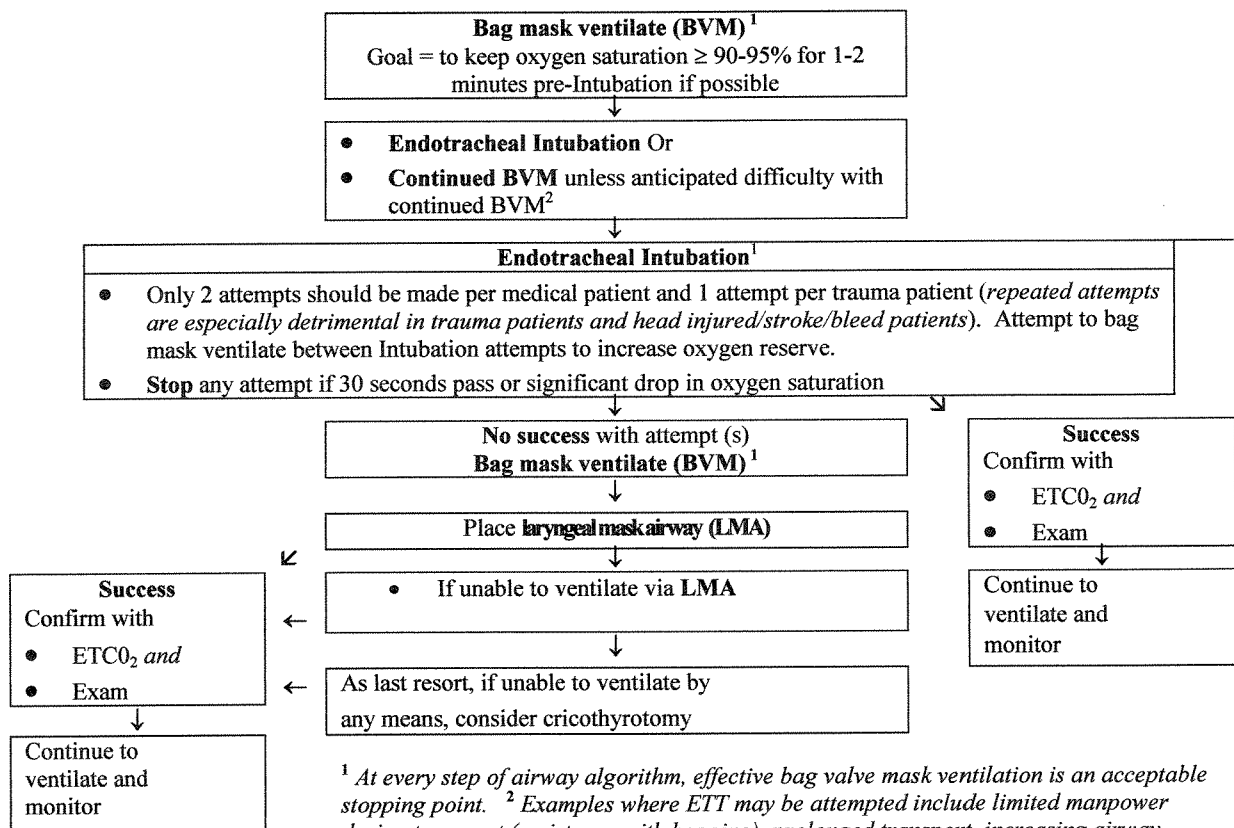 Bag mask ventilate (BVM) 1
Goal = to keep oxygen saturation ≥ 90-95% for 1-2
minutes pre-Intubation if possible
↓
● Endotracheal Intubation Or
● Continued BVM unless anticipated difficulty with
continued BVM2
↓
Endotracheal Intubation1
● Only 2 attempts should be made per medical patient and 1 attempt per trauma patient (repeated attempts
are especially detrimental in trauma patients and head injured/stroke/bleed patients). Attempt to bag
mask ventilate between Intubation attempts to increase oxygen reserve.
● Stop any attempt if 30 seconds pass or significant drop in oxygen saturation
↓
No success with attempt (s)
Bag mask ventilate (BVM) 1
↓
Success
Confirm with
● ETC02 and
● Exam
↓
Continue to
ventilate and
monitor
Place laryngeal mask airway (LMA)
↓
● If unable to ventilate via LMA
↓
As last resort, if unable to ventilate by
any means, consider cricothyrotomy
Success
Confirm with
● ETC02 and
● Exam
↓
Continue to
ventilate and
monitor
1 At every step of airway algorithm, effective bag valve mask ventilation is an acceptable
stopping point. 2 Examples where ETT may be attempted include limited manpower